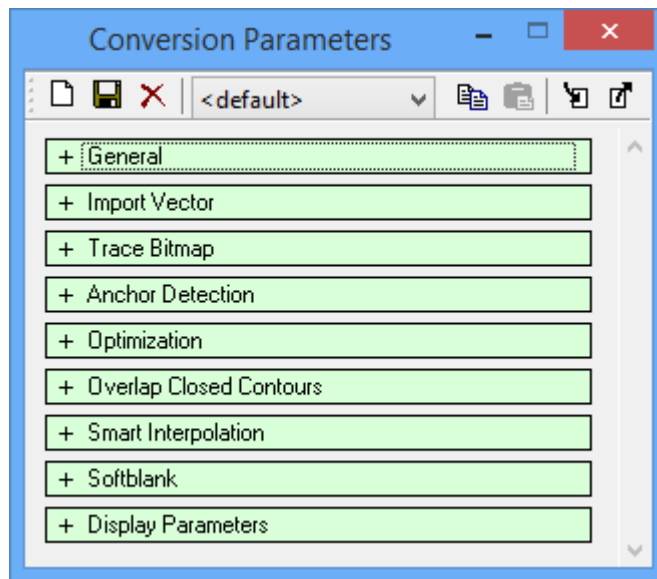 Conversion Parameters
<default>
+ General
+ Import Vector
+ Trace Bitmap
+ Anchor Detection
+ Optimization
+ Overlap Closed Contours
+ Smart Interpolation
+ Softblank
+ Display Parameters